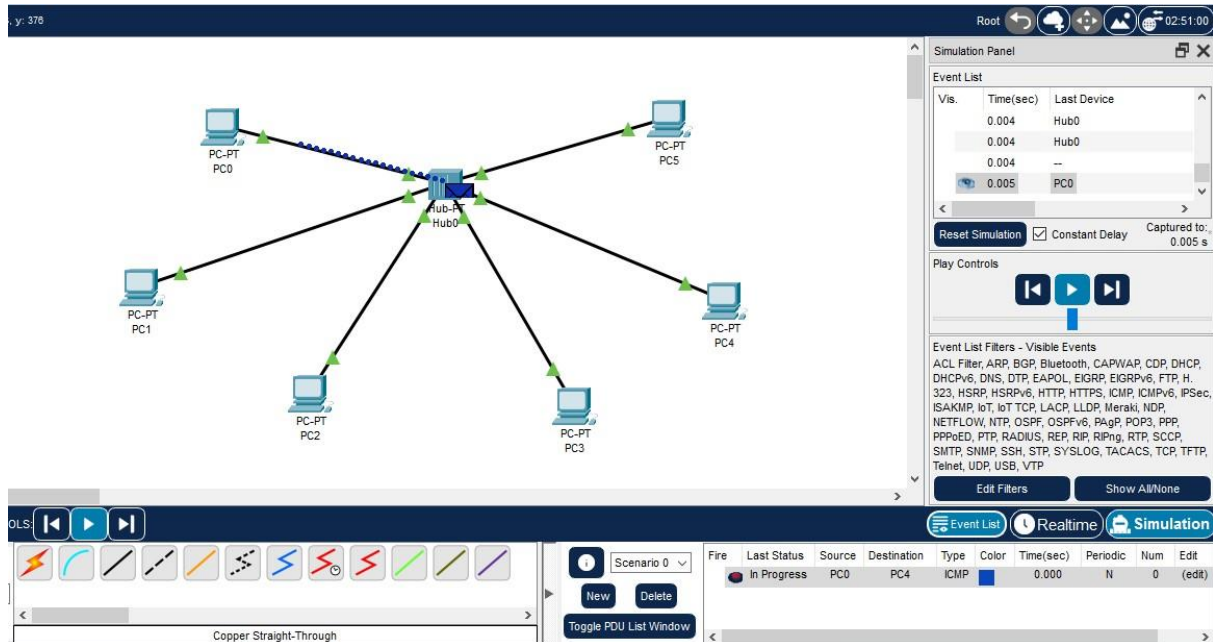 , y: 376
Root
02:51:00
Simulation Panel
Event List
Vis. Time(sec) Last Device
0.004 Hub0
0.004 Hub0
0.004 --
0.005 PC0
Reset Simulation Constant Delay
Captured to:
0.005 s
Play Controls
Event List Filters - Visible Events
ACL Filter, ARP, BGP, Bluetooth, CAPWAP, CDP, DHCP,
DHCPv6, DNS, DTP, EAPOL, EIGRP, EIGRPv6, FTP, H.
323, HSRP, HSRPv6, HTTP, HTTPS, ICMP, ICMPv6, IPSec,
ISAKMP, IoT, IoT TCP, LACP, LLDP, Meraki, NDP,
NETFLOW, NTP, OSPF, OSPFv6, PAgP, POP3, PPP,
PPPoED, PTP, RADIUS, REP, RIP, RIPng, RTP, SCCP,
SMTP, SNMP, SSH, STP, SYSLOG, TACACS, TCP, TFTP,
Telnet, UDP, USB, VTP
Edit Filters Show All/None
PC-PT
PC0
PC-PT
PC5
Hub-PT
Hub0
PC-PT
PC1
PC-PT
PC4
PC-PT
PC2
PC-PT
PC3
OLS:
Event List Realtime Simulation
Scenario 0
New Delete
Toggle PDU List Window
Fire Last Status Source Destination Type Color Time(sec) Periodic Num Edit
In Progress PC0 PC4 ICMP 0.000 N 0 (edit)
Copper Straight-Through